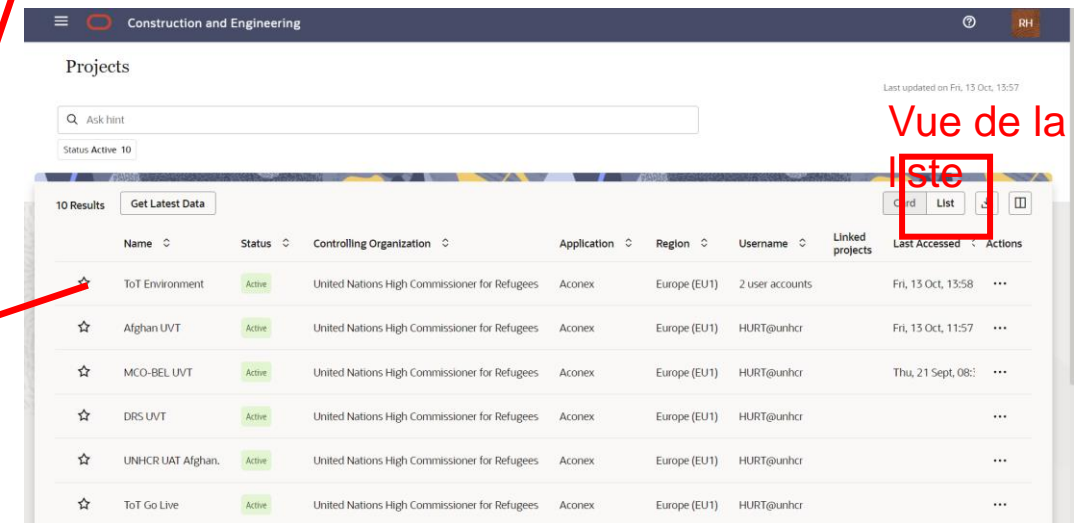 Construction and Engineering
RH
Projects
Last updated on Fri, 13 Oct, 13:57
Ask hint
Vue de la
liste
Status Active 10
10 Results Get Latest Data Card List
Name Status Controlling Organization Application Region Username Linked projects Last Accessed Actions
ToT Environment Active United Nations High Commissioner for Refugees Aconex Europe (EU1) 2 user accounts Fri, 13 Oct, 13:58 ...
Afghan UVT Active United Nations High Commissioner for Refugees Aconex Europe (EU1) HURT@unhcr Fri, 13 Oct, 11:57 ...
MCO-BEL UVT Active United Nations High Commissioner for Refugees Aconex Europe (EU1) HURT@unhcr Thu, 21 Sept, 08: ...
DRS UVT Active United Nations High Commissioner for Refugees Aconex Europe (EU1) HURT@unhcr ...
UNHCR UAT Afghan. Active United Nations High Commissioner for Refugees Aconex Europe (EU1) HURT@unhcr ...
ToT Go Live Active United Nations High Commissioner for Refugees Aconex Europe (EU1) HURT@unhcr ...